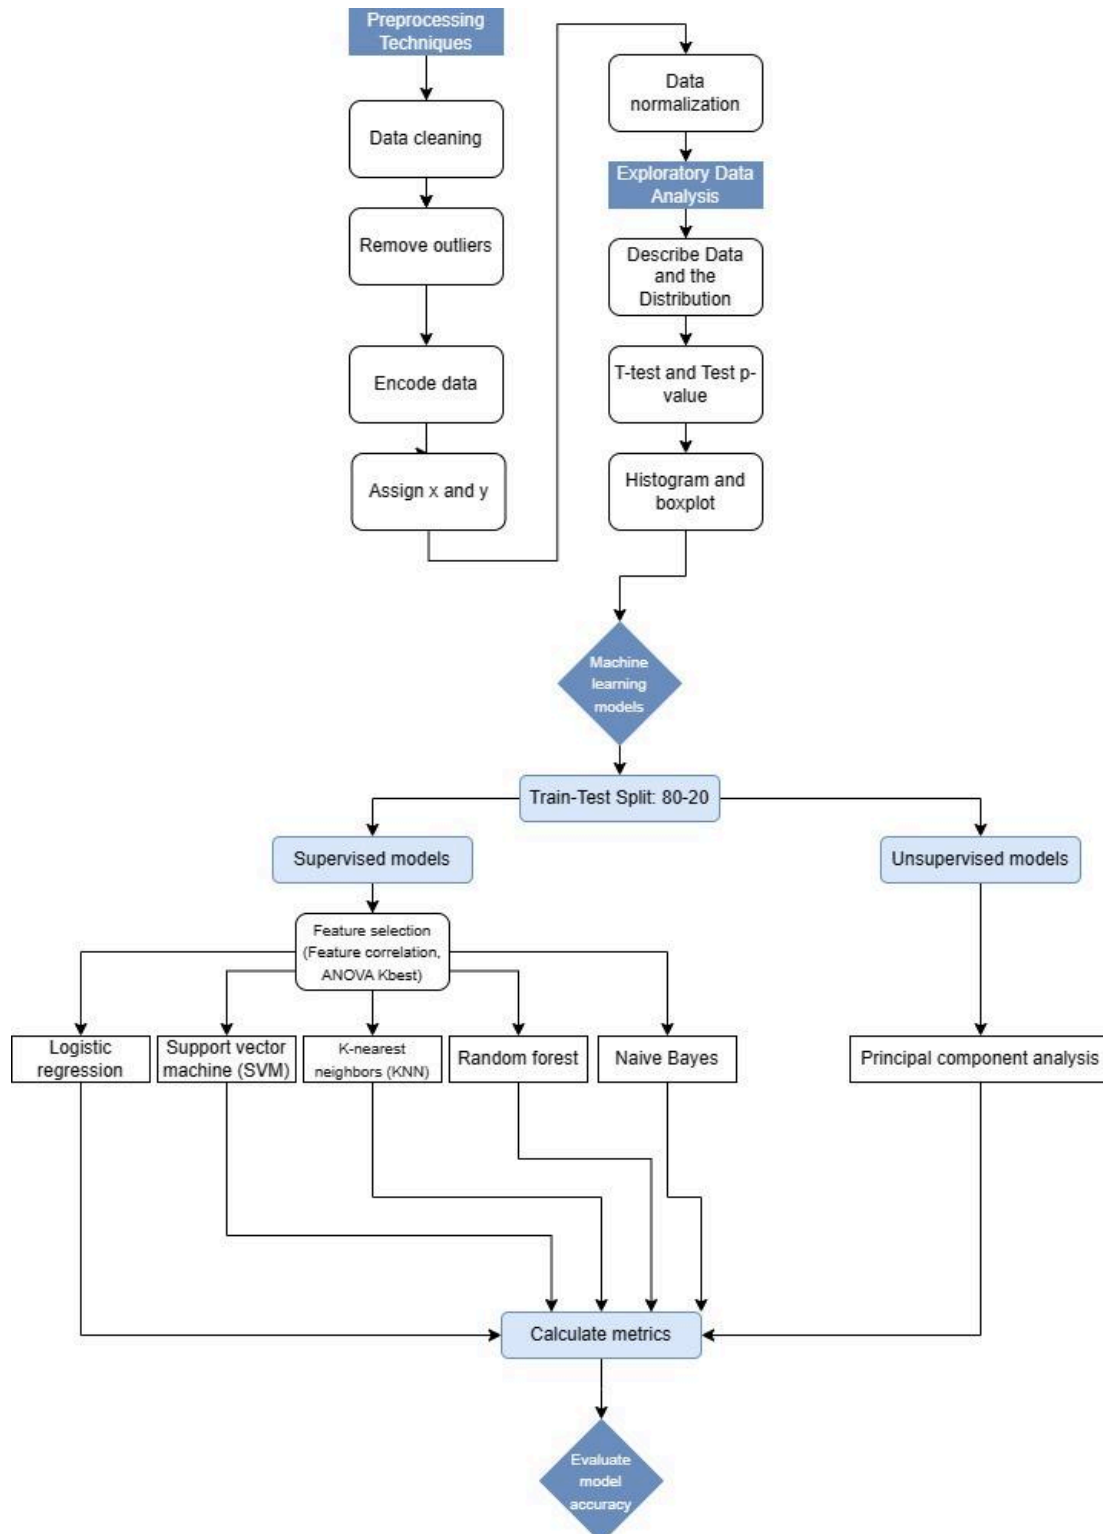 Preprocessing
Techniques
Data cleaning
Remove outliers
Encode data
Assign x and y
Data
normalization
Exploratory Data
Analysis
Describe Data
and the
Distribution
T-test and Test p-
value
Histogram and
boxplot
Machine
learning
models
Train-Test Split: 80-20
Supervised models
Unsupervised models
Feature selection
(Feature correlation,
ANOVA Kbest)
Logistic
regression
Support vector
machine (SVM)
K-nearest
neighbors (KNN)
Random forest
Naive Bayes
Principal component analysis
Calculate metrics
Evaluate
model
accuracy